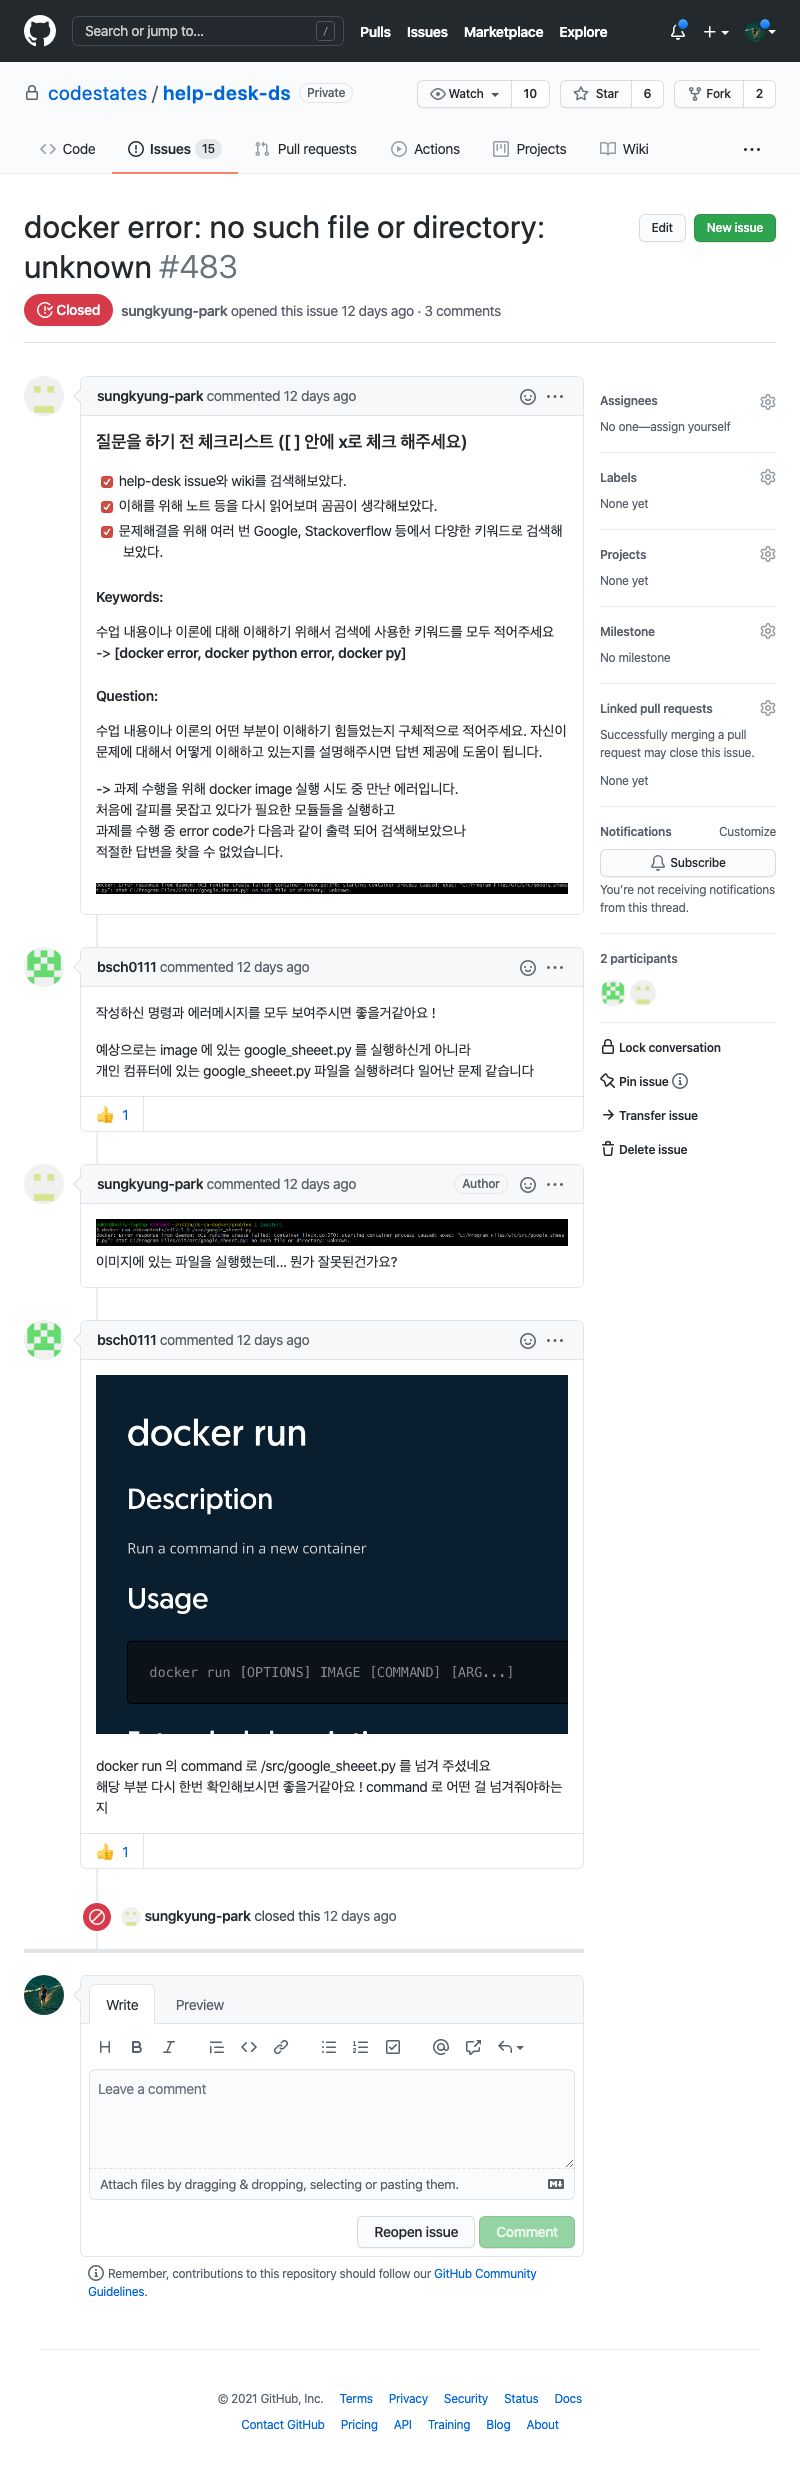 Search or jump to...
/
Pulls
Issues
Marketplace
Explore
codestates / help-desk-ds
Private
Watch
10
Star
6
Fork
2
Code
Issues
15
Pull requests
Actions
Projects
Wiki
docker error: no such file or directory:
unknown #483
Edit
New issue
Closed
sungkyung-park opened this issue 12 days ago · 3 comments
sungkyung-park commented 12 days ago
질문을 하기 전 체크리스트 ([ ] 안에 x로 체크 해주세요)
help-desk issue와 wiki를 검색해보았다.
이해를 위해 노트 등을 다시 읽어보며 곰곰이 생각해보았다.
문제해결을 위해 여러 번 Google, Stackoverflow 등에서 다양한 키워드로 검색해
보았다.
Keywords:
수업 내용이나 이론에 대해 이해하기 위해서 검색에 사용한 키워드를 모두 적어주세요
-> [docker error, docker python error, docker py]
Question:
수업 내용이나 이론의 어떤 부분이 이해하기 힘들었는지 구체적으로 적어주세요. 자신이
문제에 대해서 어떻게 이해하고 있는지를 설명해주시면 답변 제공에 도움이 됩니다.
-> 과제 수행을 위해 docker image 실행 시도 중 만난 에러입니다.
처음에 갈피를 못잡고 있다가 필요한 모듈들을 실행하고
과제를 수행 중 error code가 다음과 같이 출력 되어 검색해보았으나
적절한 답변을 찾을 수 없었습니다.
bsch0111 commented 12 days ago
작성하신 명령과 에러메시지를 모두 보여주시면 좋을거같아요 !
예상으로는 image 에 있는 google_sheeet.py 를 실행하신게 아니라
개인 컴퓨터에 있는 google_sheeet.py 파일을 실행하려다 일어난 문제 같습니다
1
sungkyung-park commented 12 days ago
Author
이미지에 있는 파일을 실행했는데... 뭔가 잘못된건가요?
bsch0111 commented 12 days ago
docker run
Description
Run a command in a new container
Usage
docker run [OPTIONS] IMAGE [COMMAND] [ARG...]
docker run 의 command 로 /src/google_sheeet.py 를 넘겨 주셨네요
해당 부분 다시 한번 확인해보시면 좋을거같아요 ! command 로 어떤 걸 넘겨줘야하는
지
1
sungkyung-park closed this 12 days ago
Assignees
No one—assign yourself
Labels
None yet
Projects
None yet
Milestone
No milestone
Linked pull requests
Successfully merging a pull
request may close this issue.
None yet
Notifications
Customize
Subscribe
You're not receiving notifications
from this thread.
2 participants
Lock conversation
Pin issue
Transfer issue
Delete issue
Write
Preview
Leave a comment
Attach files by dragging & dropping, selecting or pasting them.
Reopen issue
Comment
Remember, contributions to this repository should follow our GitHub Community
Guidelines.
© 2021 GitHub, Inc.
Terms
Privacy
Security
Status
Docs
Contact GitHub
Pricing
API
Training
Blog
About